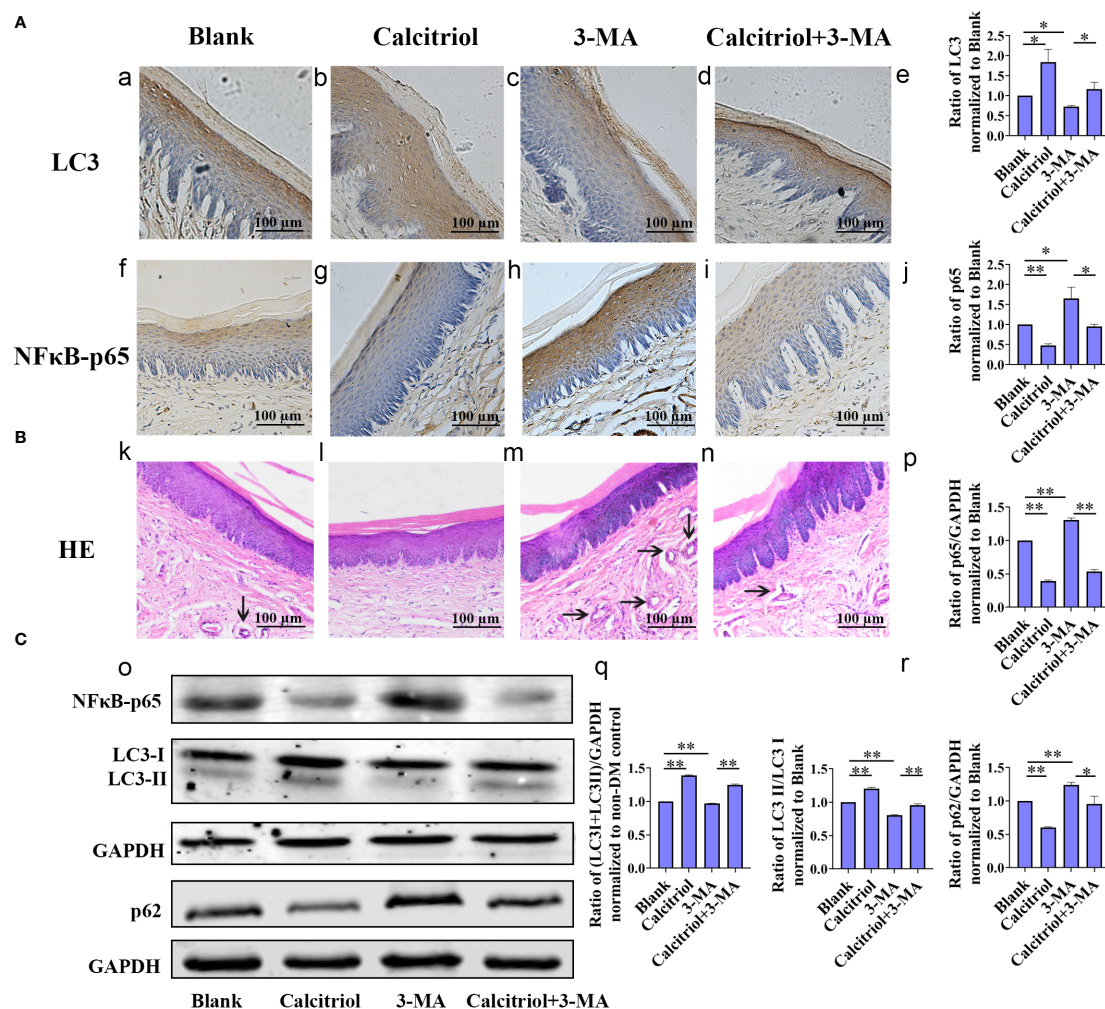 A
Blank
Calcitriol
3-MA
Calcitriol+3-MA
LC3
a
100 µm
b
100 µm
c
100 µm
d
100 µm
e
Ratio of LC3
normalized to Blank
2.5
2.0
1.5
1.0
0.5
0.0
*
*
*
Blank
Calcitriol
3-MA
Calcitriol+3-MA
NFκB-p65
f
100 µm
g
100 µm
h
100 µm
i
100 µm
j
Ratio of p65
normalized to Blank
2.5
2.0
1.5
1.0
0.5
0.0
*
**
*
Blank
Calcitriol
3-MA
Calcitriol+3-MA
B
HE
k
100 µm
l
100 µm
m
100 µm
n
100 µm
p
Ratio of p65/GAPDH
normalized to Blank
2.0
1.5
1.0
0.5
0.0
**
**
**
Blank
Calcitriol
3-MA
Calcitriol+3-MA
C
o
NFκB-p65
LC3-I
LC3-II
GAPDH
p62
GAPDH
Blank
Calcitriol
3-MA
Calcitriol+3-MA
q
Ratio of (LC3I+LC3II)/GAPDH
normalized to non-DM control
2.0
1.5
1.0
0.5
0.0
**
**
**
Blank
Calcitriol
3-MA
Calcitriol+3-MA
Ratio of LC3 II/LC3 I
normalized to Blank
1.5
1.0
0.5
0.0
**
**
**
Blank
Calcitriol
3-MA
Calcitriol+3-MA
r
Ratio of p62/GAPDH
normalized to Blank
1.5
1.0
0.5
0.0
**
**
*
Blank
Calcitriol
3-MA
Calcitriol+3-MA